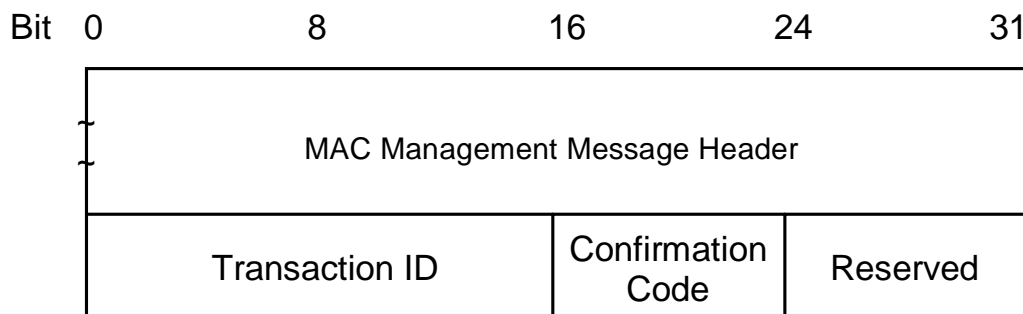 Bit 0 8 16 24 31
MAC Management Message Header
Transaction ID Confirmation Code Reserved